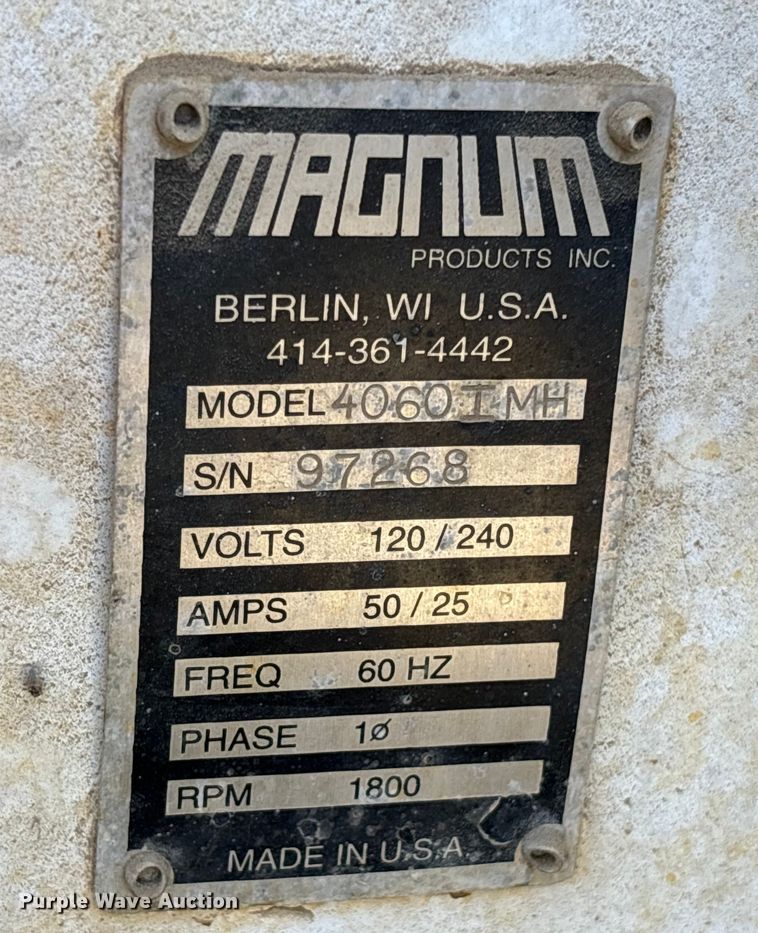 MAGNUM
PRODUCTS INC.
BERLIN, WI U.S.A.
414-361-4442
MODEL 4060IMH
S/N 97268
VOLTS 120 / 240
AMPS 50 / 25
FREQ 60 HZ
PHASE 1ø
RPM 1800
MADE IN U.S.A.
Purple Wave Auction